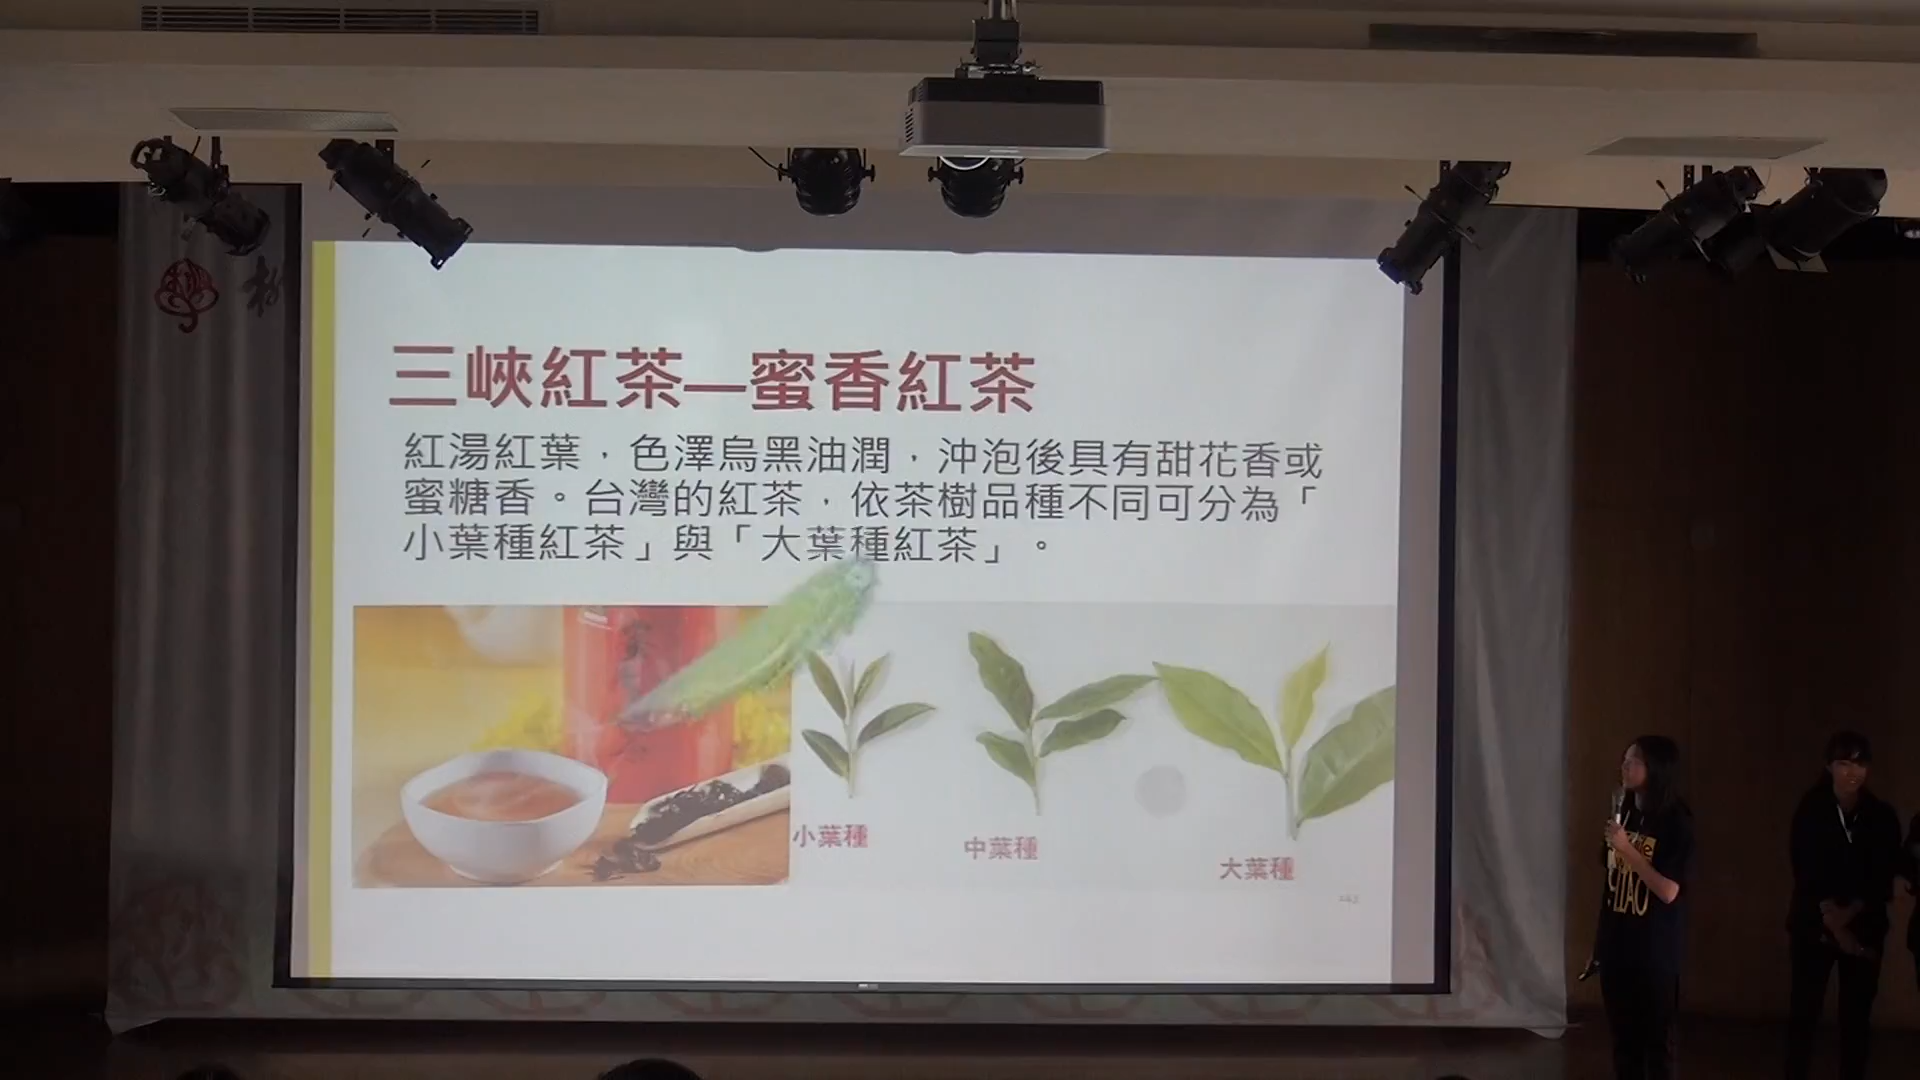 三峽紅茶—蜜香紅茶
紅湯紅葉，色澤烏黑油潤，沖泡後具有甜花香或
蜜糖香。台灣的紅茶，依茶樹品種不同可分為「
小葉種紅茶」與「大葉種紅茶」。
小葉種
中葉種
大葉種